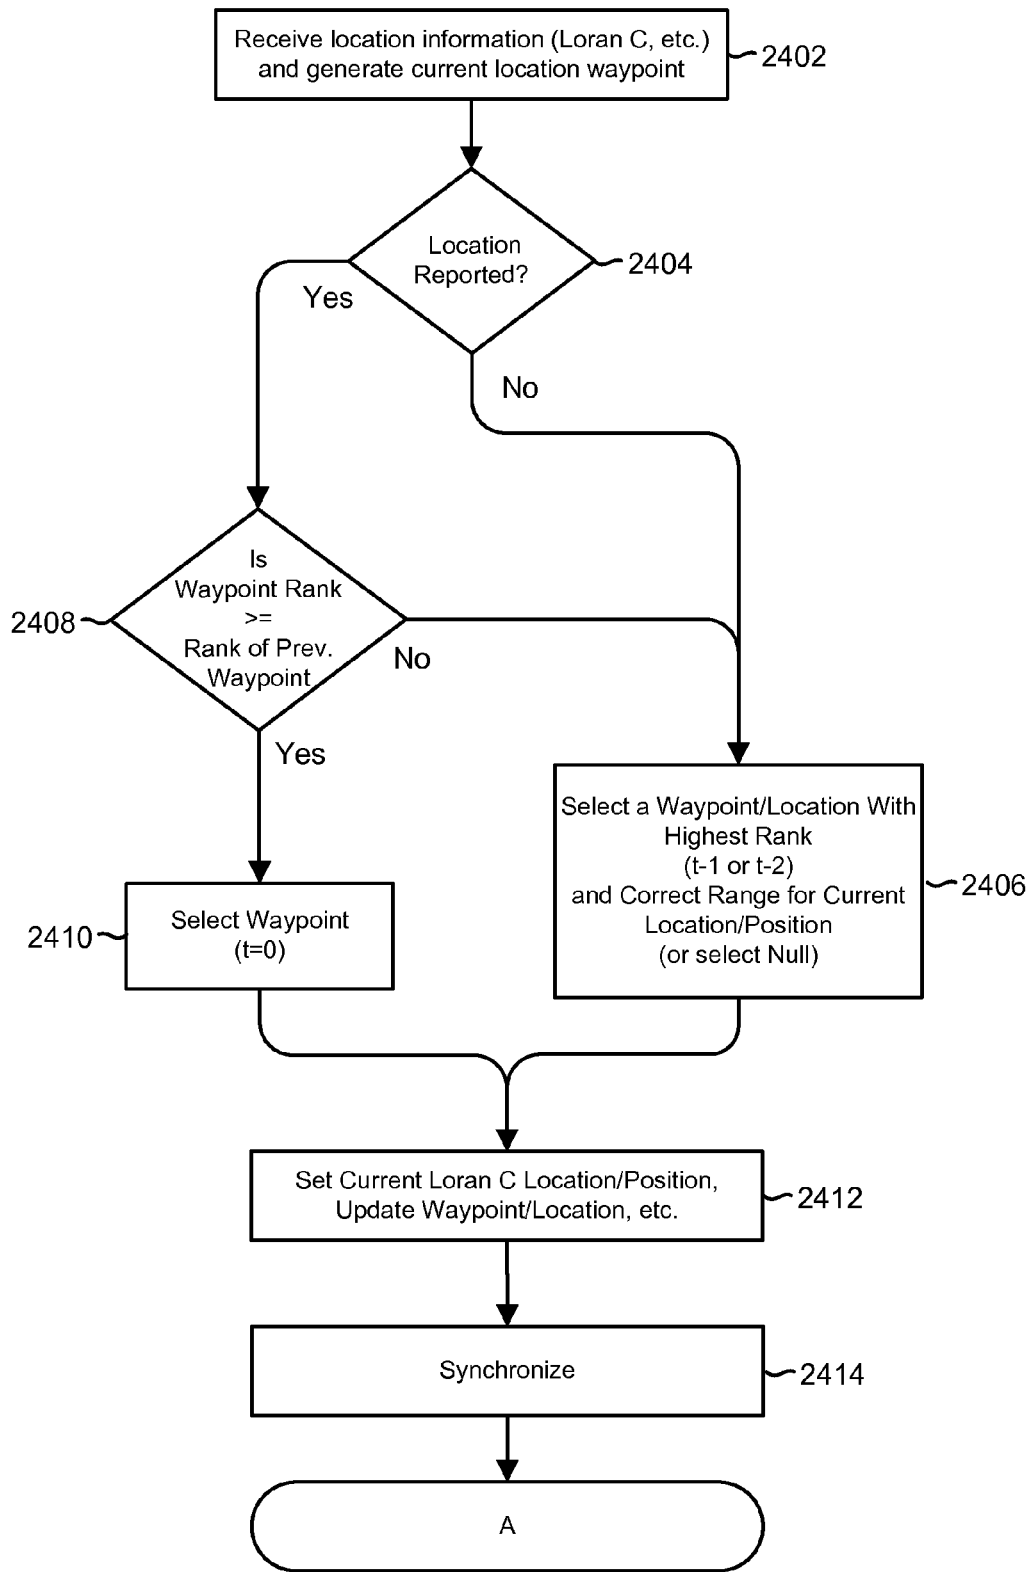 Receive location information (Loran C, etc.)
and generate current location waypoint
2402
Location
Reported?
2404
Yes
No
Is
Waypoint Rank
>=
Rank of Prev.
Waypoint
2408
No
Yes
Select a Waypoint/Location With
Highest Rank
(t-1 or t-2)
and Correct Range for Current
Location/Position
(or select Null)
2406
Select Waypoint
(t=0)
2410
Set Current Loran C Location/Position,
Update Waypoint/Location, etc.
2412
Synchronize
2414
A